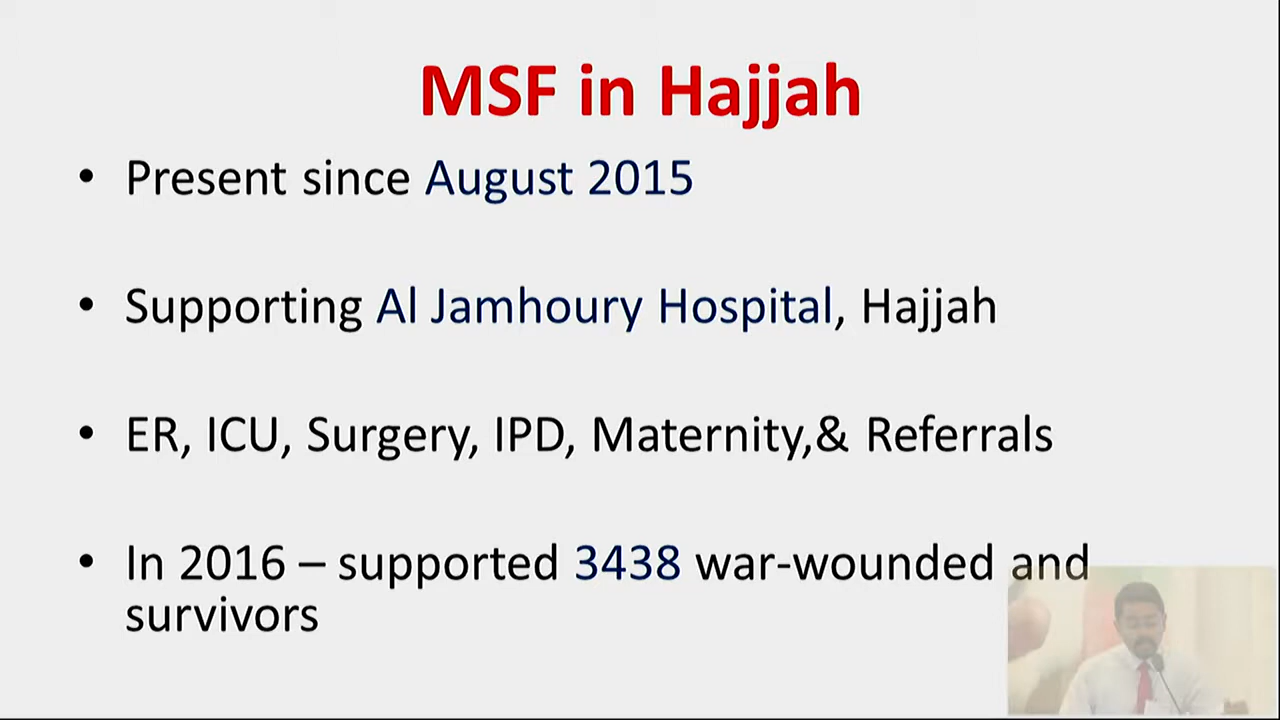 MSF in Hajjah
• Present since August 2015
• Supporting Al Jamhoury Hospital, Hajjah
• ER, ICU, Surgery, IPD, Maternity,& Referrals
• In 2016 – supported 3438 war-wounded and
survivors